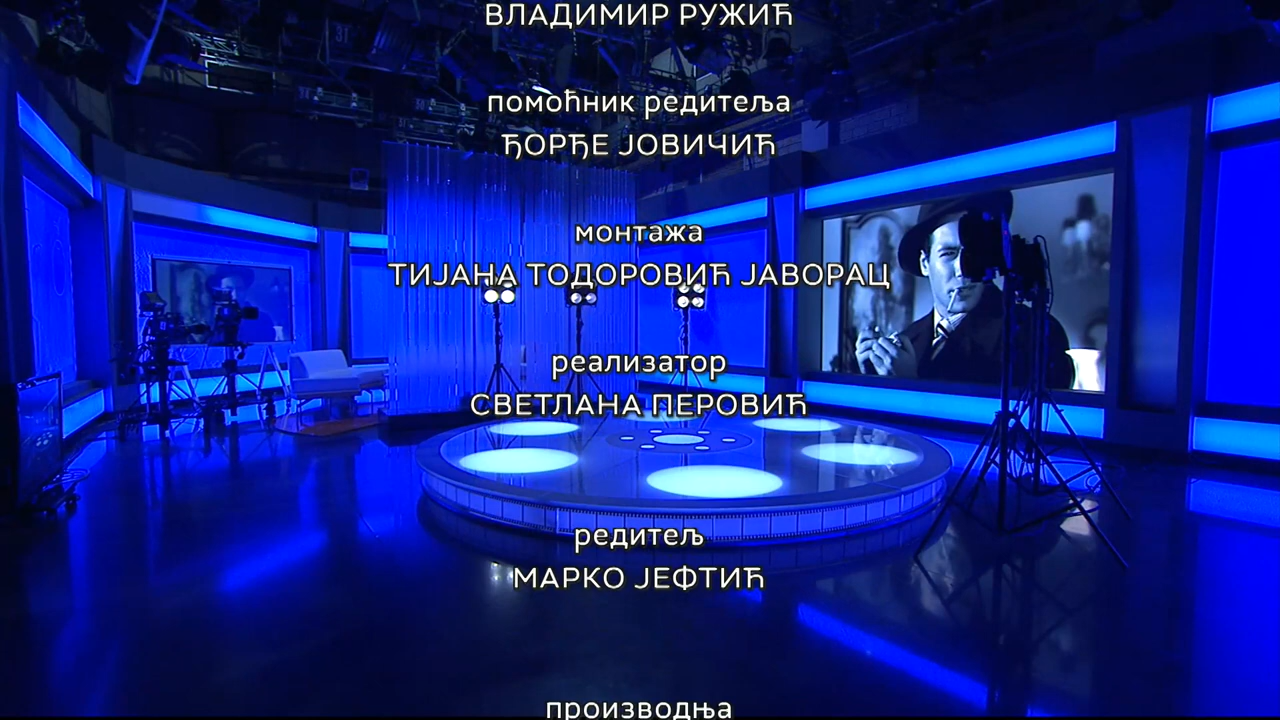 ВЛАДИМИР РУЖИЋ
помоћник редитеља
ЂОРЂЕ ЈОВИЧИЋ
монтажа
ТИЈАНА ТОДОРОВИЋ ЈАВОРАЦ
реализатор
СВЕТЛАНА ПЕРОВИЋ
редитељ
МАРКО ЈЕФТИЋ
производња